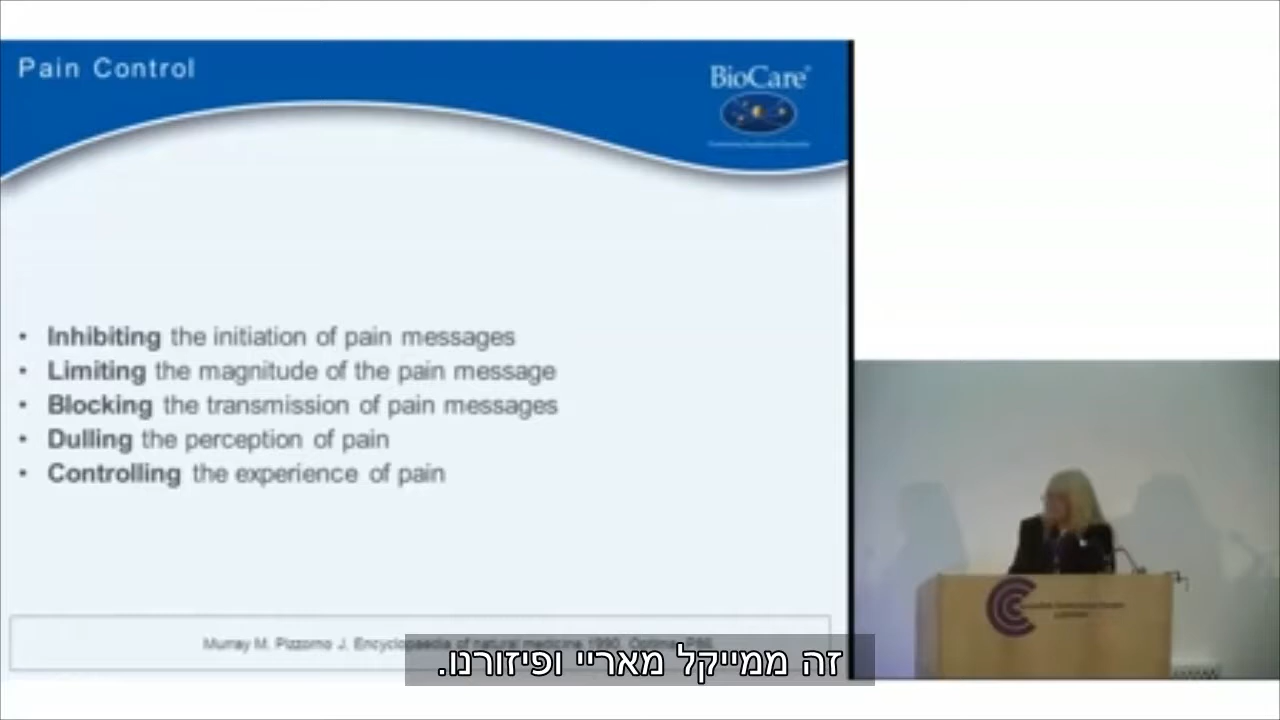 Pain Control
BioCare
• Inhibiting the initiation of pain messages
• Limiting the magnitude of the pain message
• Blocking the transmission of pain messages
• Dulling the perception of pain
• Controlling the experience of pain
Murray M. Pizzorno J. Encyclopaedia of natural medicine 1990. Optima P86
זה ממייקל מאריי ופיזורנו.